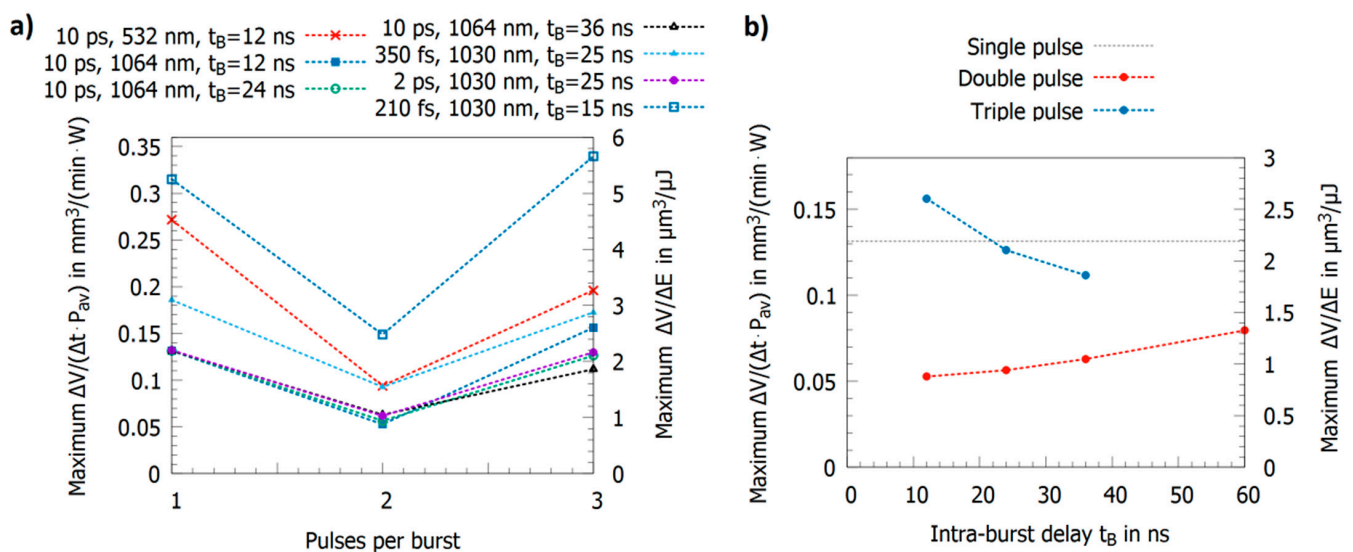 a)
10 ps, 532 nm, t_B=12 ns
10 ps, 1064 nm, t_B=12 ns
10 ps, 1064 nm, t_B=24 ns
10 ps, 1064 nm, t_B=36 ns
350 fs, 1030 nm, t_B=25 ns
2 ps, 1030 nm, t_B=25 ns
210 fs, 1030 nm, t_B=15 ns
Maximum ΔV/(Δt· P_av) in mm³/(min·W)
0.35
0.3
0.25
0.2
0.15
0.1
0.05
0
1
2
3
Pulses per burst
6
5
4
3
2
1
0
Maximum ΔV/ΔE in µm³/µJ
b)
Single pulse
Double pulse
Triple pulse
Maximum ΔV/(Δt· P_av) in mm³/(min·W)
0.15
0.1
0.05
0
0
10
20
30
40
50
60
Intra-burst delay t_B in ns
3
2.5
2
1.5
1
0.5
0
Maximum ΔV/ΔE in µm³/µJ